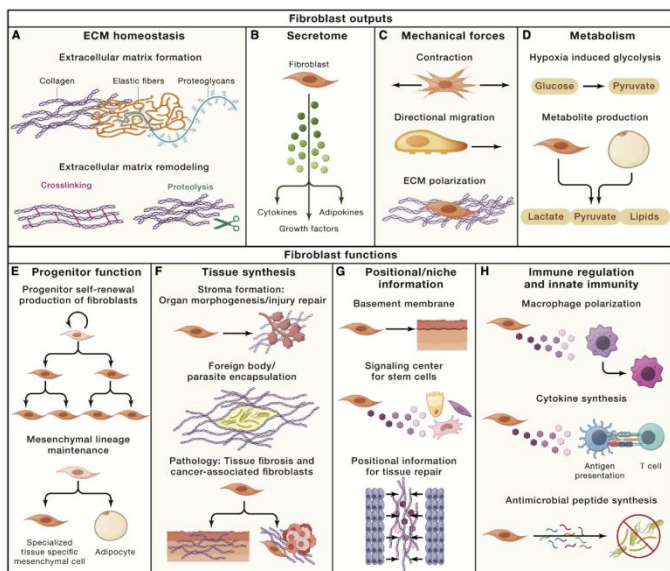 Fibroblast outputs
A ECM homeostasis
Extracellular matrix formation
Collagen Elastic fibers Proteoglycans
Extracellular matrix remodeling
Crosslinking Proteolysis
B Secretome
Fibroblast
Cytokines Adipokines
Growth factors
C Mechanical forces
Contraction
Directional migration
ECM polarization
D Metabolism
Hypoxia induced glycolysis
Glucose Pyruvate
Metabolite production
Lactate Pyruvate Lipids
Fibroblast functions
E Progenitor function
Progenitor self-renewal
production of fibroblasts
Mesenchymal lineage
maintenance
Specialized
tissue specific
mesenchymal cell
Adipocyte
F Tissue synthesis
Stroma formation:
Organ morphogenesis/injury repair
Foreign body/
parasite encapsulation
Pathology: Tissue fibrosis and
cancer-associated fibroblasts
G Positional/niche
information
Basement membrane
Signaling center
for stem cells
Positional information
for tissue repair
H Immune regulation
and innate immunity
Macrophage polarization
Cytokine synthesis
Antigen
presentation
T cell
Antimicrobial peptide synthesis